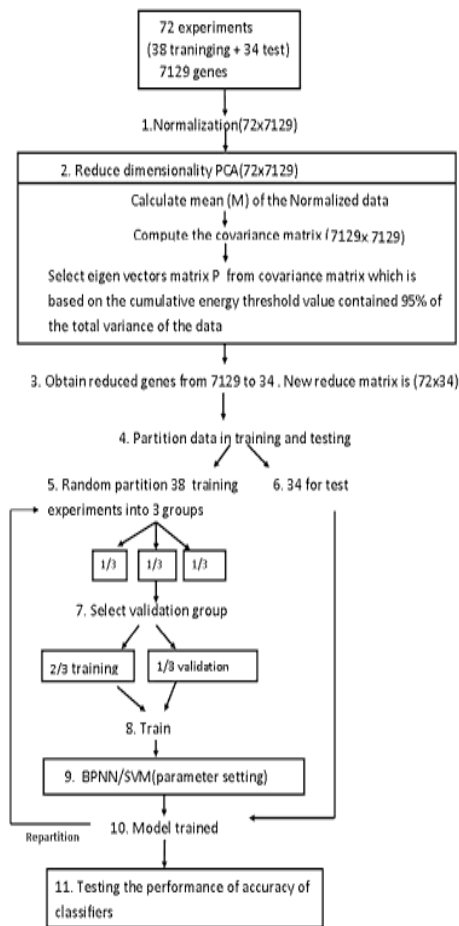 72 experiments
(38 traninging + 34 test)
7129 genes
1.Normalization(72x7129)
2. Reduce dimensionality PCA(72x7129)
Calculate mean (M) of the Normalized data
Compute the covariance matrix (7129x 7129)
Select eigen vectors matrix P from covariance matrix which is
based on the cumulative energy threshold value contained 95% of
the total variance of the data
3. Obtain reduced genes from 7129 to 34 . New reduce matrix is (72x34)
4. Partition data in training and testing
5. Random partition 38 training
experiments into 3 groups
6. 34 for test
1/3
1/3
1/3
7. Select validation group
2/3 training
1/3 validation
8. Train
9. BPNN/SVM(parameter setting)
10. Model trained
Repartition
11. Testing the performance of accuracy of
classifiers